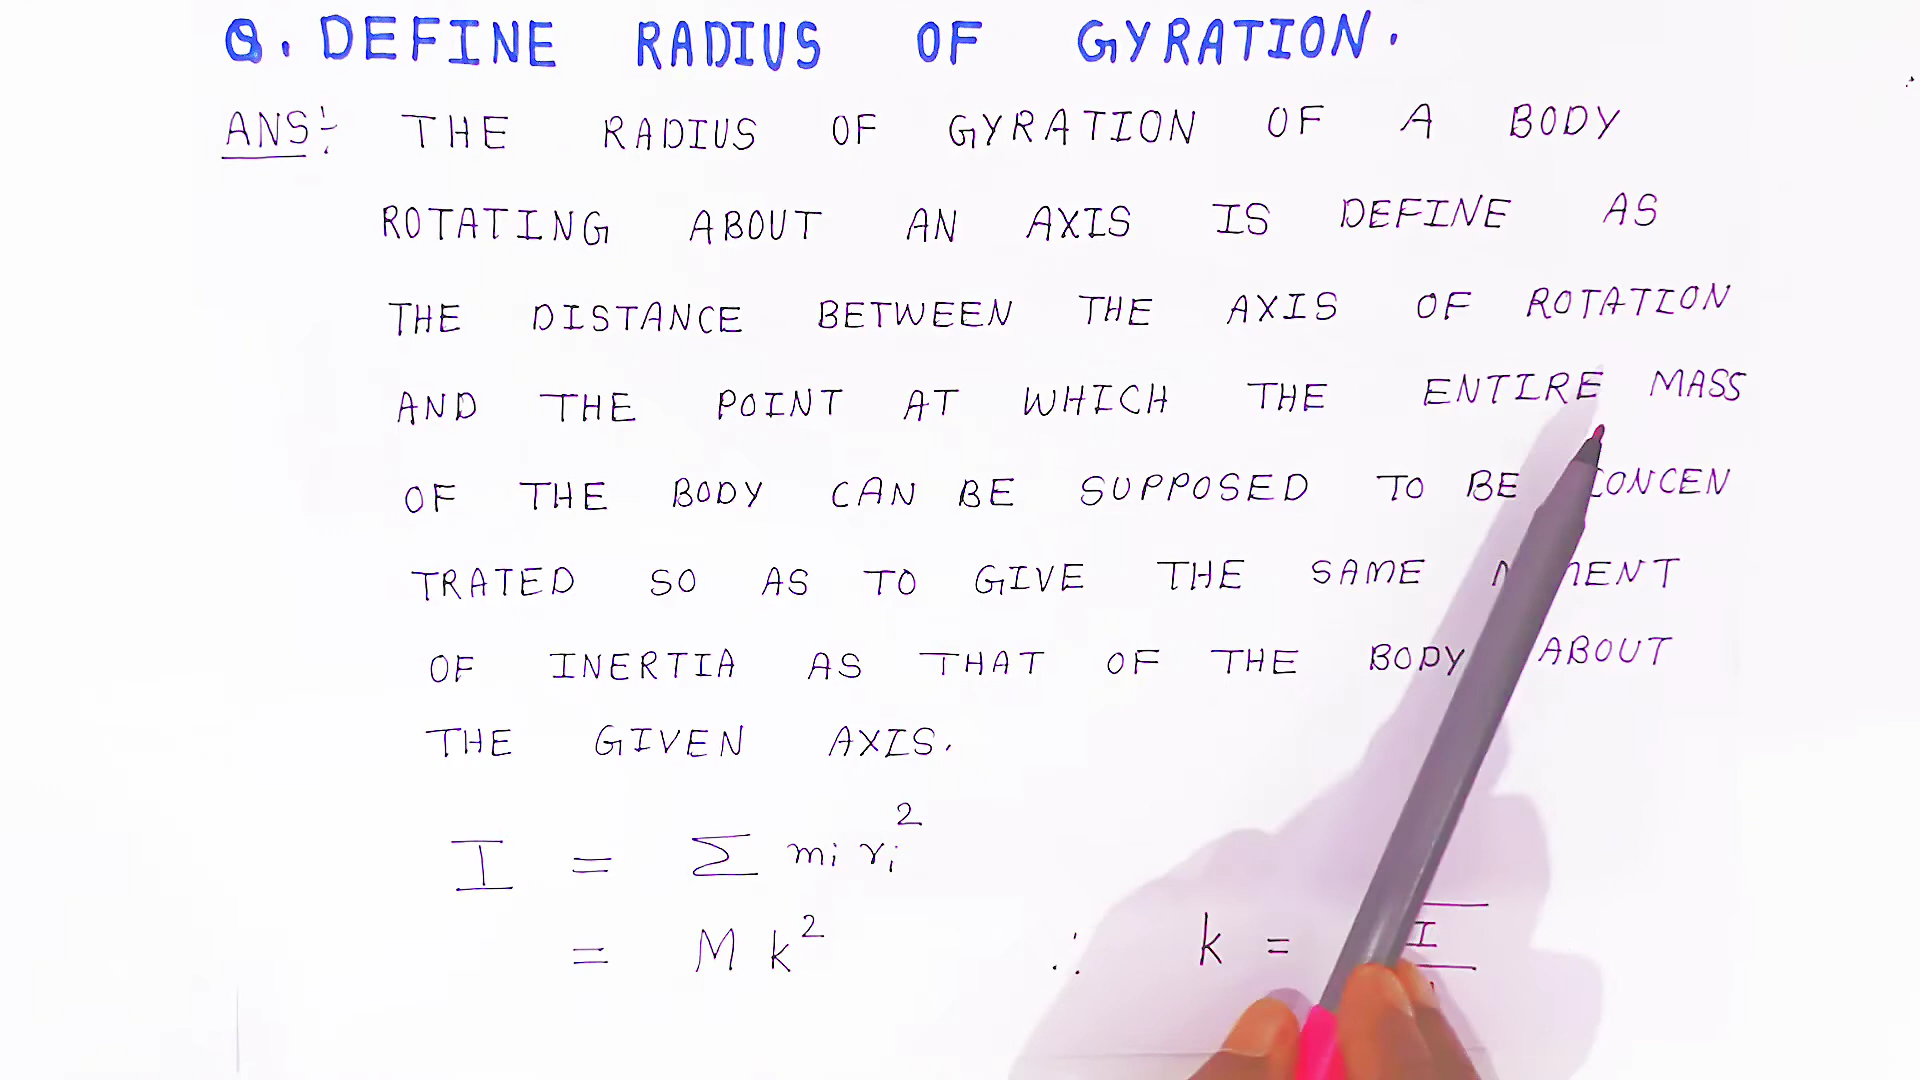 Q. DEFINE RADIUS OF GYRATION.
ANS:- THE RADIUS OF GYRATION OF A BODY
ROTATING ABOUT AN AXIS IS DEFINE AS
THE DISTANCE BETWEEN THE AXIS OF ROTATION
AND THE POINT AT WHICH THE ENTIRE MASS
OF THE BODY CAN BE SUPPOSED TO BE CONCEN
TRATED SO AS TO GIVE THE SAME MOMENT
OF INERTIA AS THAT OF THE BODY ABOUT
THE GIVEN AXIS.
I = Σ mi ri²
= M k² ∴ k = I